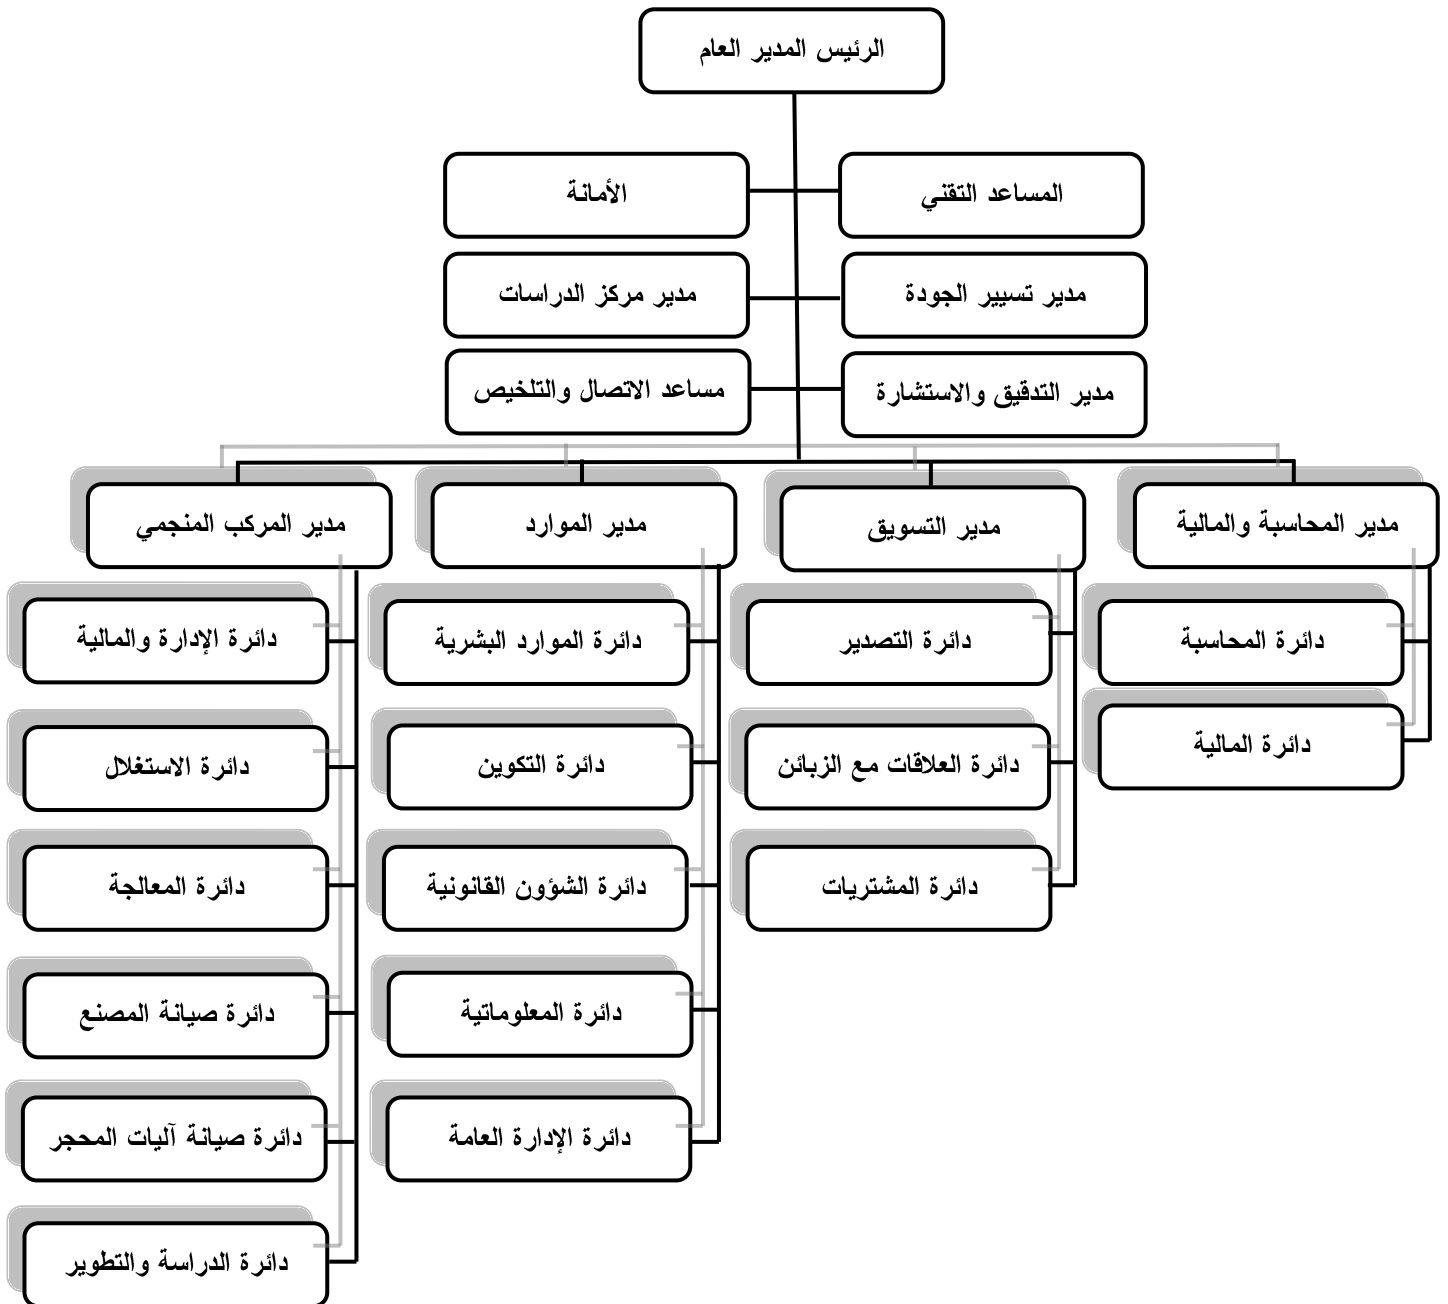 الرئيس المدير العام
المساعد التقني
الأمانة
مدير تسيير الجودة
مدير مركز الدراسات
مدير التدقيق والاستشارة
مساعد الاتصال والتلخيص
مدير المحاسبة والمالية
مدير التسويق
مدير الموارد
مدير المركب المنجمي
دائرة المحاسبة
دائرة المالية
دائرة التصدير
دائرة العلاقات مع الزبائن
دائرة المشتريات
دائرة الموارد البشرية
دائرة التكوين
دائرة الشؤون القانونية
دائرة المعلوماتية
دائرة الإدارة العامة
دائرة الإدارة والمالية
دائرة الاستغلال
دائرة المعالجة
دائرة صيانة المصنع
دائرة صيانة آليات المحجر
دائرة الدراسة والتطوير